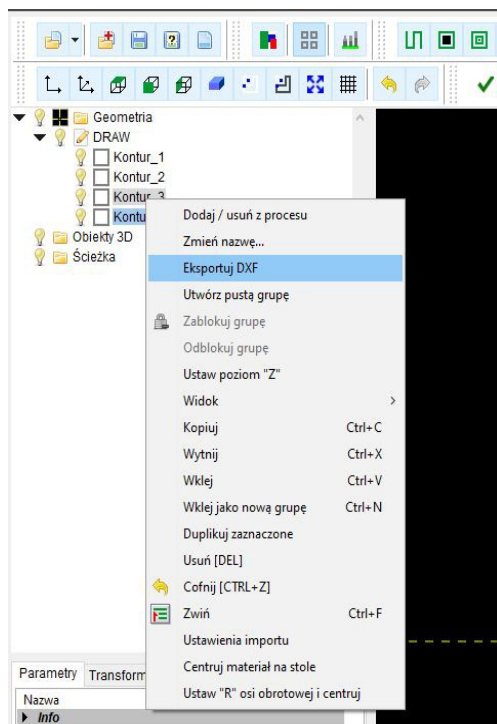 Geometria
DRAW
Kontur_1
Kontur_2
Kontur_3
Kontu
Obiekty 3D
Ścieżka
Dodaj / usuń z procesu
Zmień nazwę...
Eksportuj DXF
Utwórz pustą grupę
Zablokuj grupę
Odblokuj grupę
Ustaw poziom "Z"
Widok
Kopiuj Ctrl+C
Wytnij Ctrl+X
Wklej Ctrl+V
Wklej jako nową grupę Ctrl+N
Duplikuj zaznaczone
Usuń [DEL]
Cofnij [CTRL+Z]
Zwiń Ctrl+F
Ustawienia importu
Centruj materiał na stole
Ustaw "R" osi obrotowej i centruj
Parametry Transform
Nazwa
Info